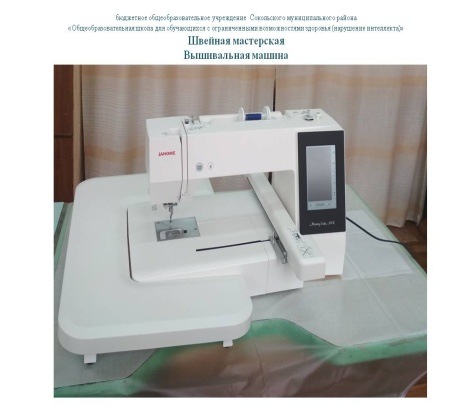 бюджетное общеобразовательное учреждение Сокольского муниципального района
«Общеобразовательная школа для обучающихся с ограниченными возможностями здоровья (нарушение интеллекта)»
Швейная мастерская
Вышивальная машина
JANOME